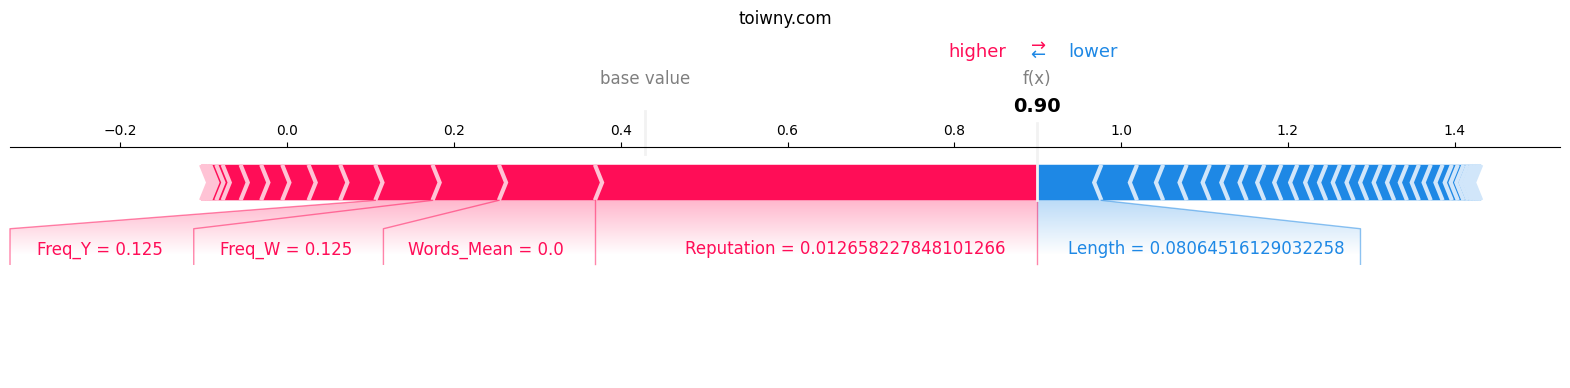 toiwny.com
higher → ← lower
base value f(x)
0.90
−0.2 0.0 0.2 0.4 0.6 0.8 1.0 1.2 1.4
Freq_Y = 0.125 Freq_W = 0.125 Words_Mean = 0.0 Reputation = 0.012658227848101266 Length = 0.08064516129032258